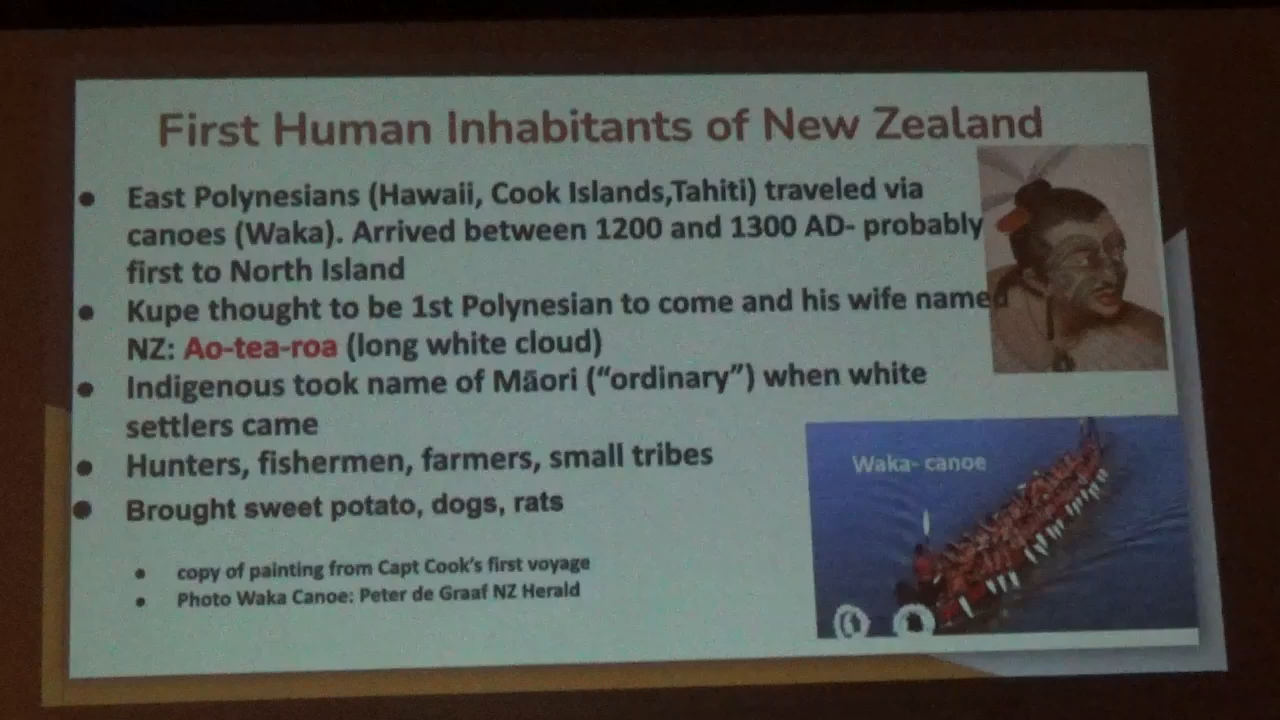 First Human Inhabitants of New Zealand
● East Polynesians (Hawaii, Cook Islands,Tahiti) traveled via
canoes (Waka). Arrived between 1200 and 1300 AD- probably
first to North Island
● Kupe thought to be 1st Polynesian to come and his wife named
NZ: Ao-tea-roa (long white cloud)
● Indigenous took name of Māori (“ordinary”) when white
settlers came
● Hunters, fishermen, farmers, small tribes
● Brought sweet potato, dogs, rats
● copy of painting from Capt Cook’s first voyage
● Photo Waka Canoe: Peter de Graaf NZ Herald
Waka- canoe